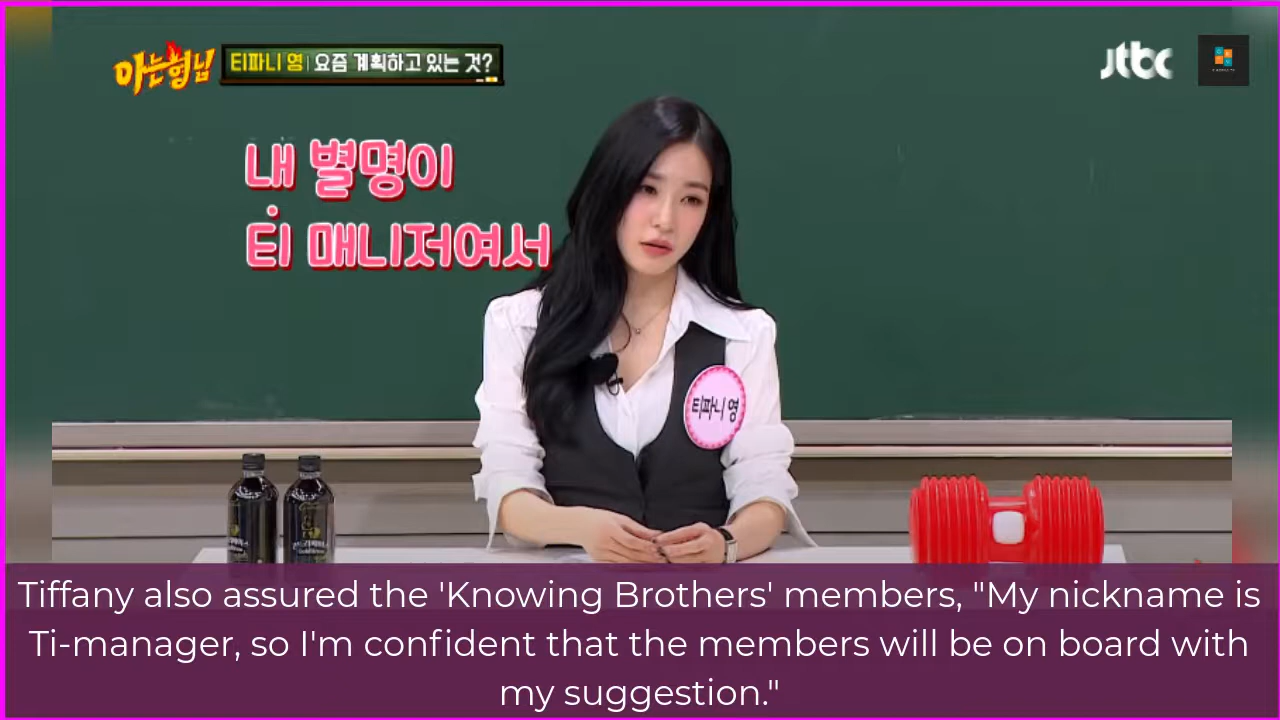 아는형님
티파니 영 | 요즘 계획하고 있는 것?
jtbc
내 별명이
티 매니저여서
티파니 영
Tiffany also assured the 'Knowing Brothers' members, "My nickname is
Ti-manager, so I'm confident that the members will be on board with
my suggestion."